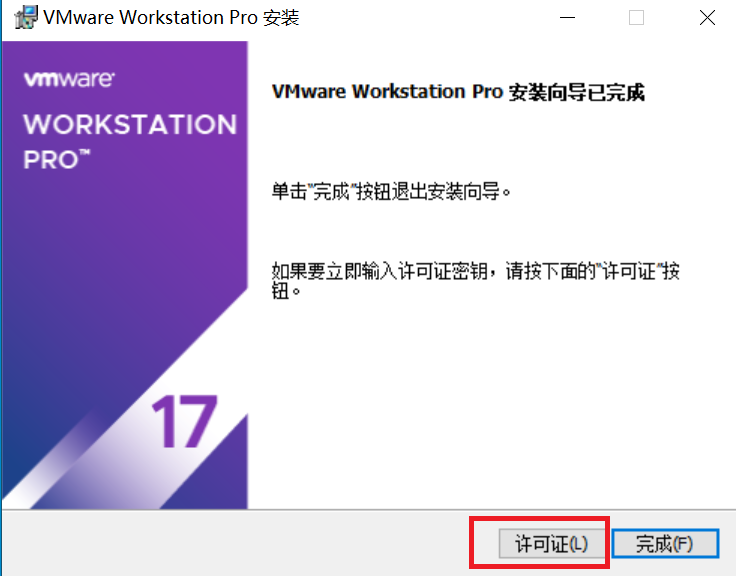 VMware Workstation Pro 安装
vmware®
WORKSTATION
PRO™
17
VMware Workstation Pro 安装向导已完成
单击"完成"按钮退出安装向导。
如果要立即输入许可证密钥，请按下面的"许可证"按
钮。
许可证(L)
完成(F)